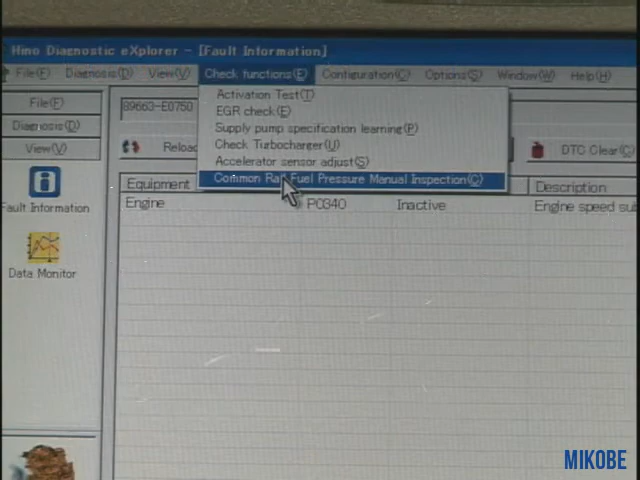 Hino Diagnostic eXplorer - [Fault Information]
File(F) Diagnosis(D) View(V) Check functions(E) Configuration(C) Options(S) Window(W) Help(H)
File(F)
Diagnosis(D)
View(V)
Fault Information
Data Monitor
89663-E0750
Activation Test(T)
EGR check(E)
Supply pump specification learning(P)
Check Turbocharger(U)
Accelerator sensor adjust(S)
Common Rail Fuel Pressure Manual Inspection(C)
Reload
DTC Clear(C)
Equipment Description
Engine P0340 Inactive Engine speed su
MIKOBE